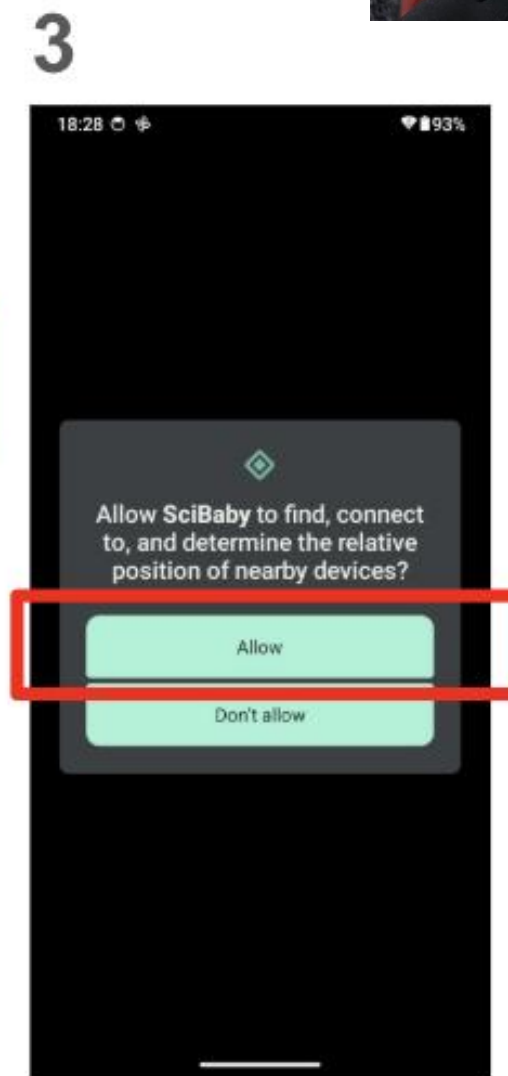 3
18:28
93%
Allow SciBaby to find, connect
to, and determine the relative
position of nearby devices?
Allow
Don't allow